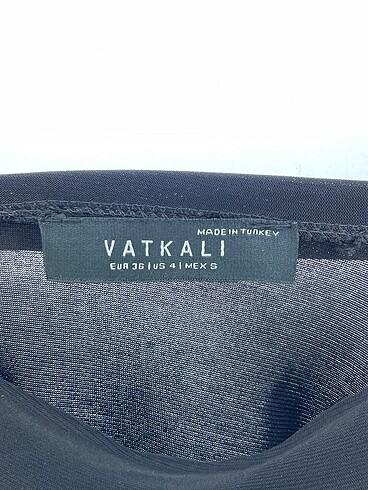 MADE IN TURKEY
VATKALI
EUR 36 | US 4 | MEX S